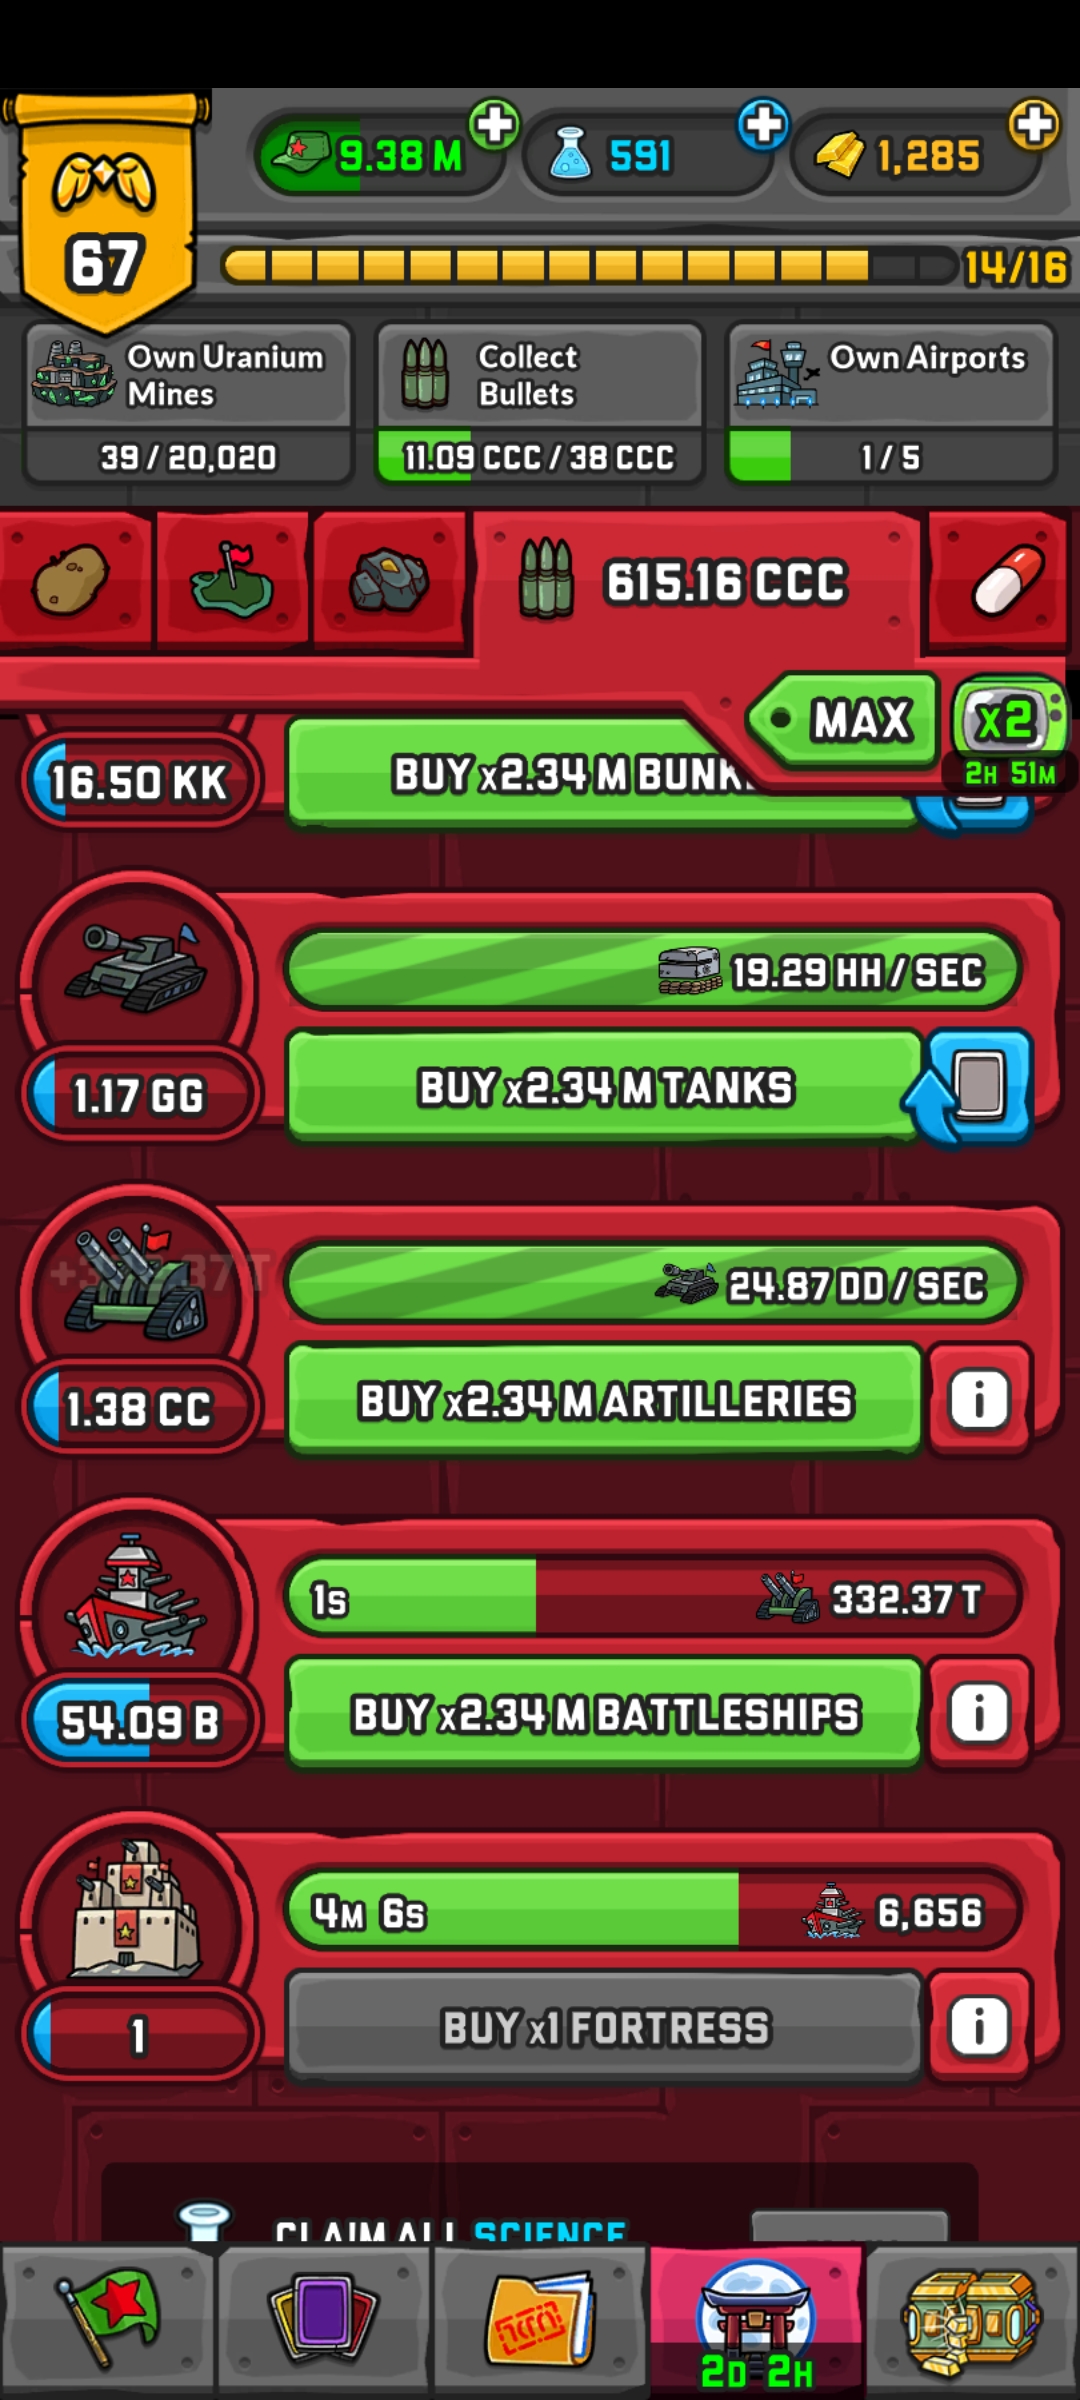 9.38 M
591
1,285
67
14/16
Own Uranium
Mines
39 / 20,020
Collect
Bullets
11.09 CCC / 38 CCC
Own Airports
1 / 5
615.16 CCC
MAX
x2
2H 51M
16.50 KK
BUY x2.34 M
19.29 HH / SEC
1.17 GG
BUY x2.34 M TANKS
24.87 DD / SEC
1.38 CC
BUY x2.34 M ARTILLERIES
i
1s
332.37 T
54.09 B
BUY x2.34 M BATTLESHIPS
i
4M 6s
6,656
1
BUY x1 FORTRESS
i
CLAIM ALL SCIENCE
2D 2H